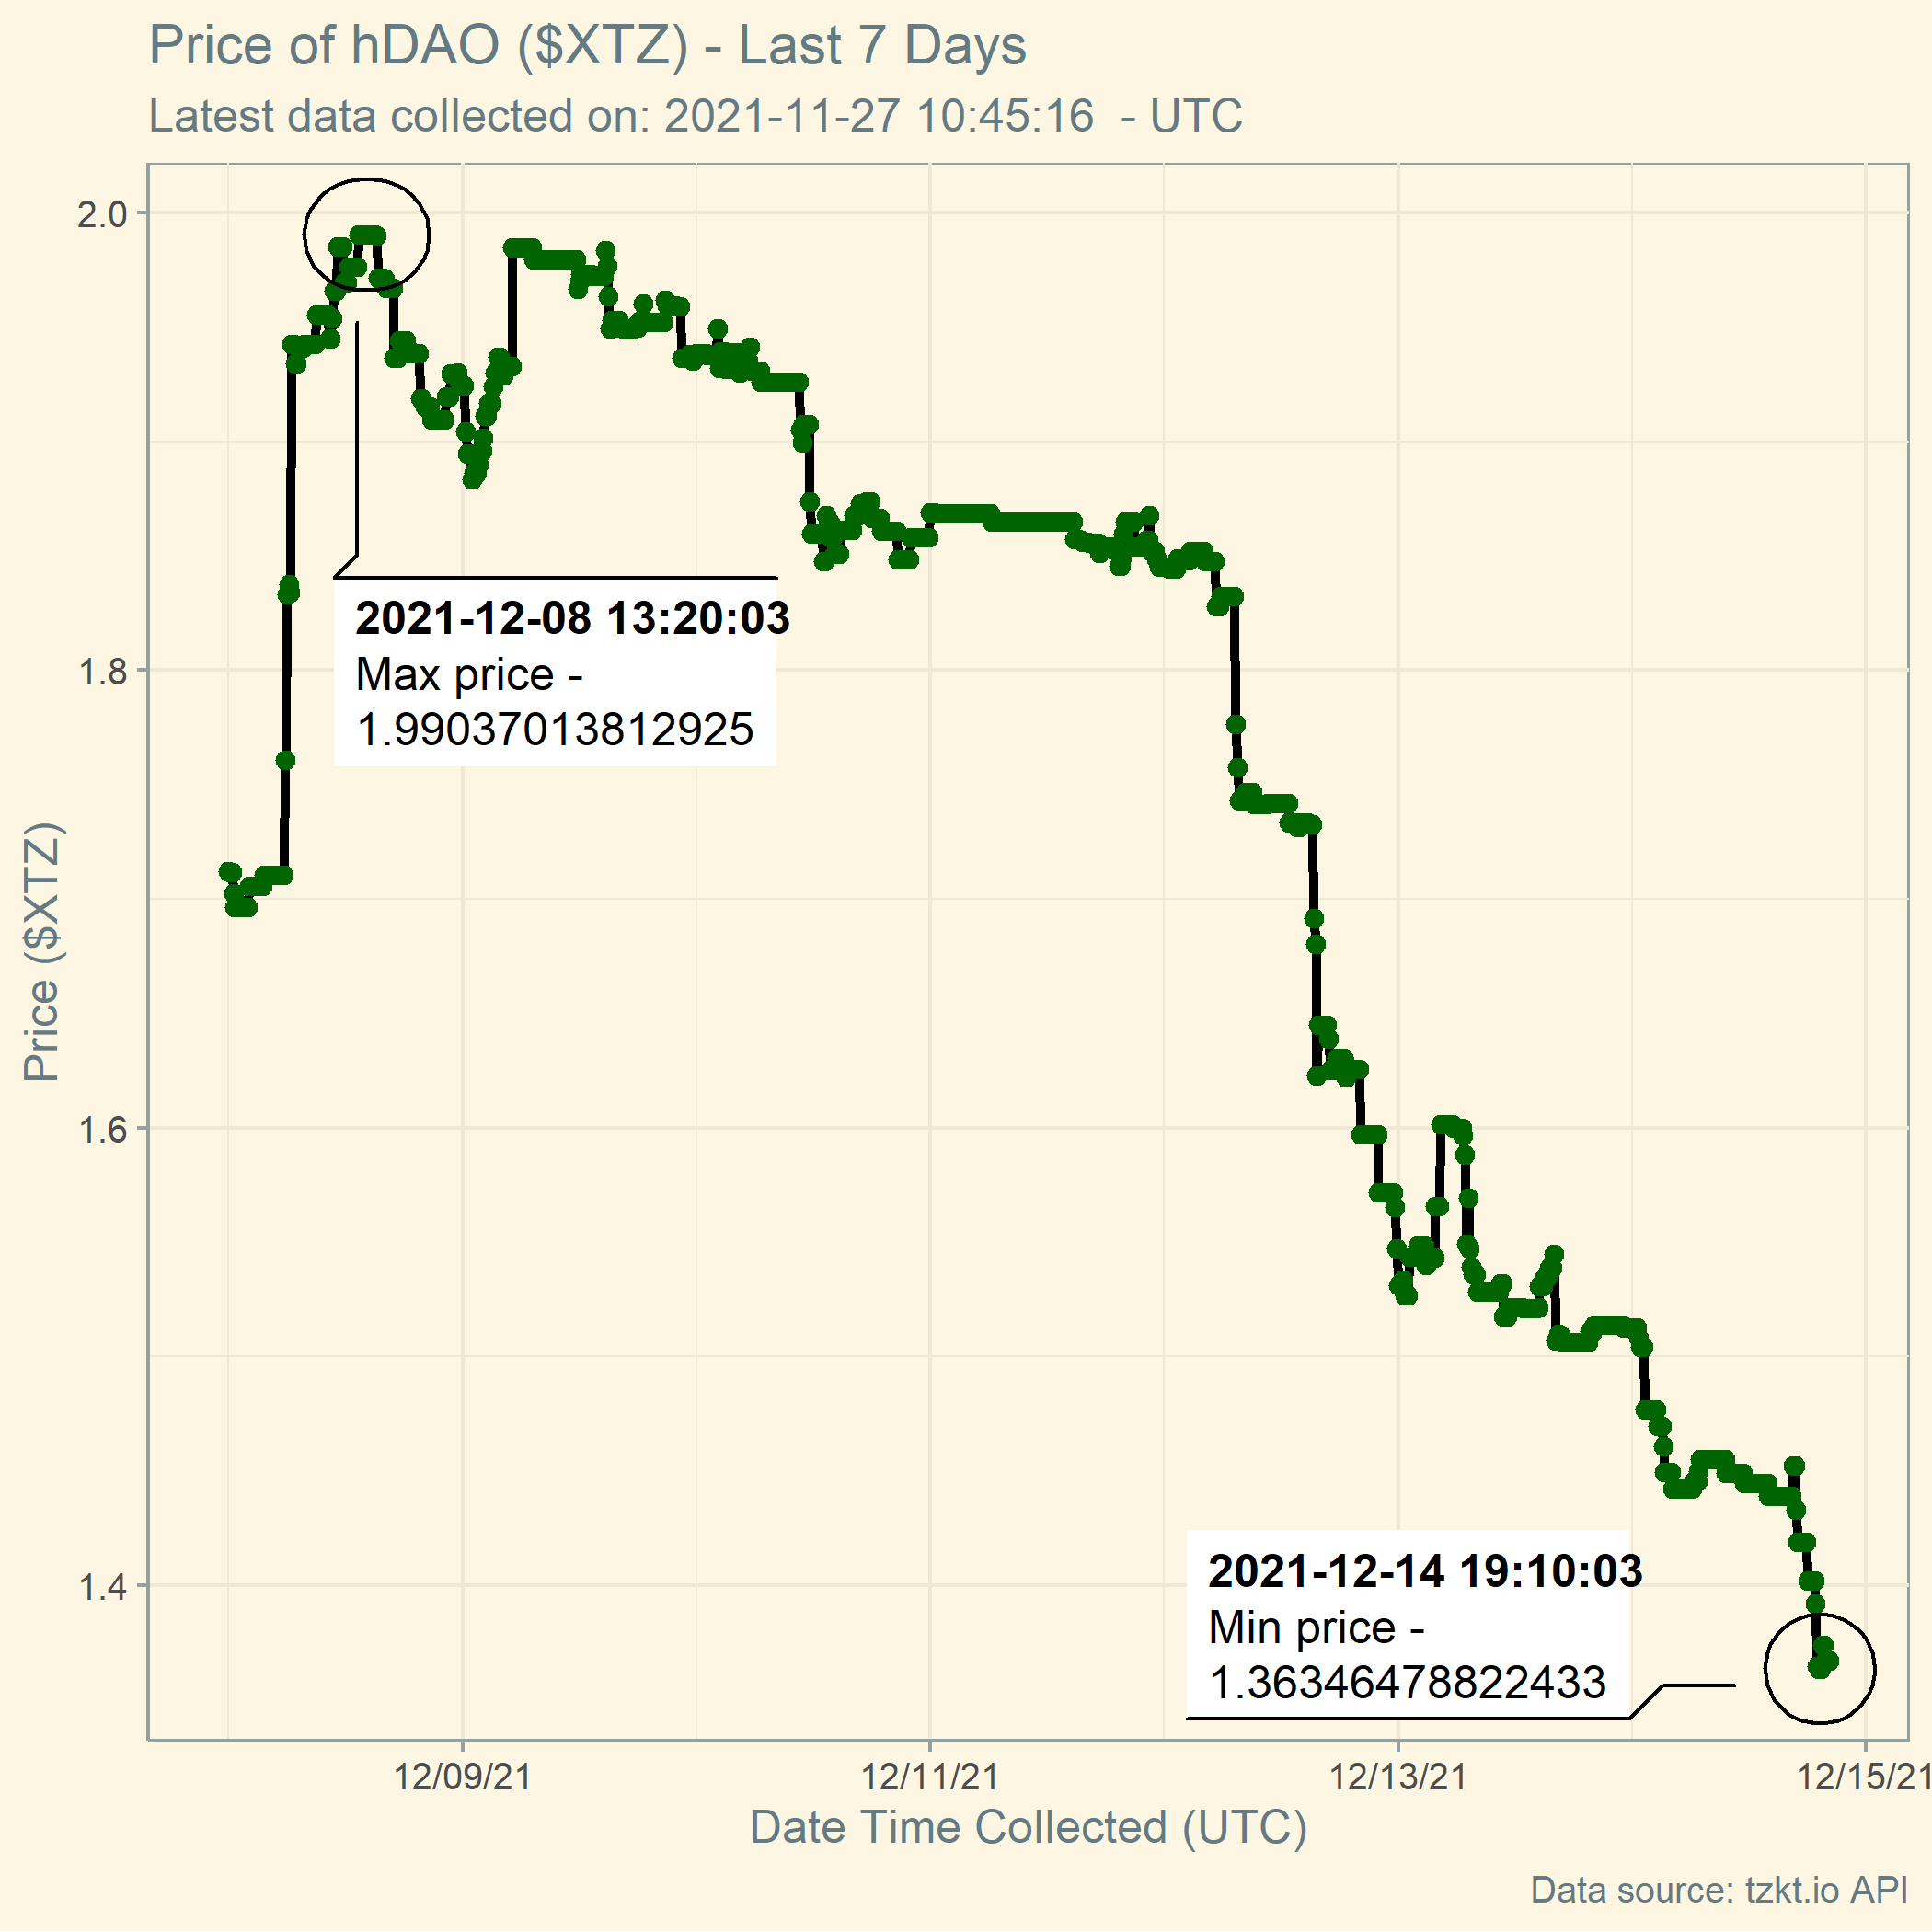 Price of hDAO ($XTZ) - Last 7 Days
Latest data collected on: 2021-11-27 10:45:16  - UTC
2.0
1.8
1.6
1.4
Price ($XTZ)
2021-12-08 13:20:03
Max price -
1.99037013812925
2021-12-14 19:10:03
Min price -
1.36346478822433
12/09/21
12/11/21
12/13/21
12/15/21
Date Time Collected (UTC)
Data source: tzkt.io API